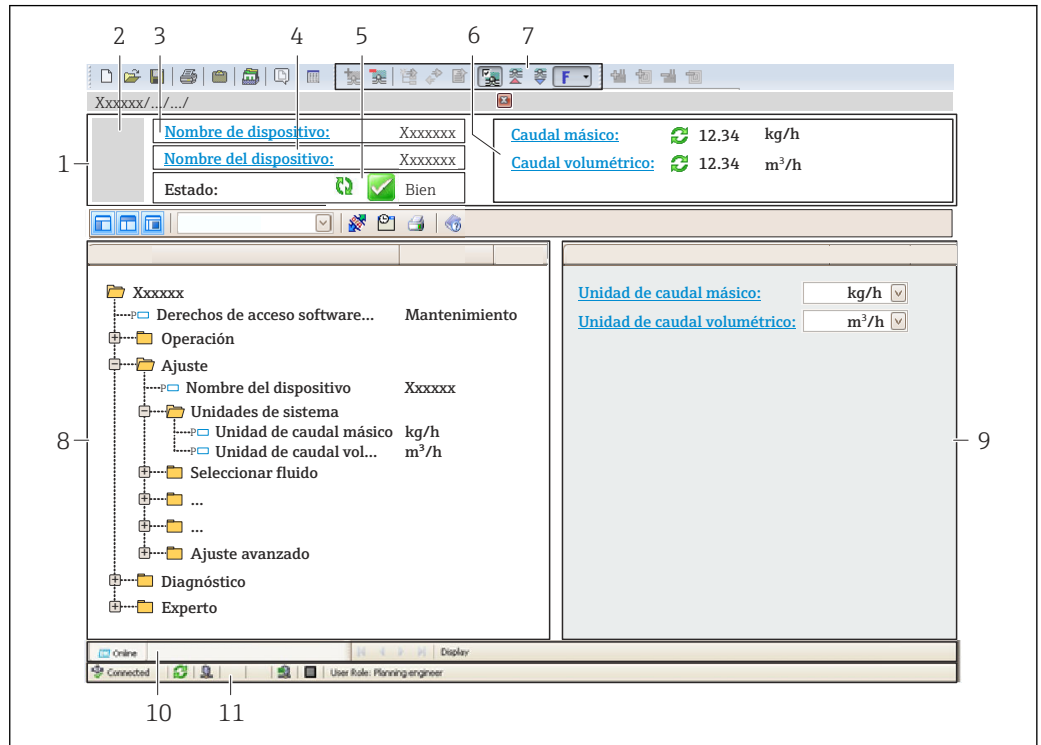 2 3 4 5 6 7
F
Xxxxxx/.../.../
1
Nombre de dispositivo: Xxxxxxx
Nombre del dispositivo: Xxxxxxx
Estado: Bien
Caudal másico: 12.34 kg/h
Caudal volumétrico: 12.34 m³/h
Xxxxxx
P Derechos de acceso software... Mantenimiento
Operación
Ajuste
P Nombre del dispositivo Xxxxxx
Unidades de sistema
P Unidad de caudal másico kg/h
P Unidad de caudal vol... m³/h
Seleccionar fluido
...
...
Ajuste avanzado
Diagnóstico
Experto
8
Unidad de caudal másico: kg/h
Unidad de caudal volumétrico: m³/h
9
Online Display
Connected User Role: Planning engineer
10 11